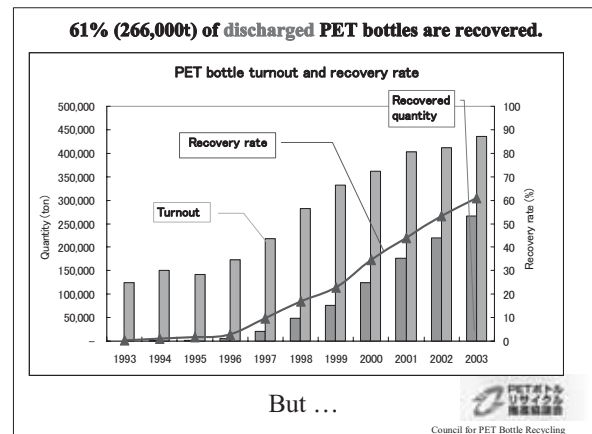 61% (266,000t) of discharged PET bottles are recovered.
PET bottle turnout and recovery rate
500,000
450,000
400,000
350,000
300,000
250,000
200,000
150,000
100,000
50,000
–
Quantity (ton)
Turnout
Recovery rate
Recovered
quantity
100
90
80
70
60
50
40
30
20
10
0
Recovery rate (%)
1993 1994 1995 1996 1997 1998 1999 2000 2001 2002 2003
But …
PETボトル
リサイクル
推進協議会
Council for PET Bottle Recycling